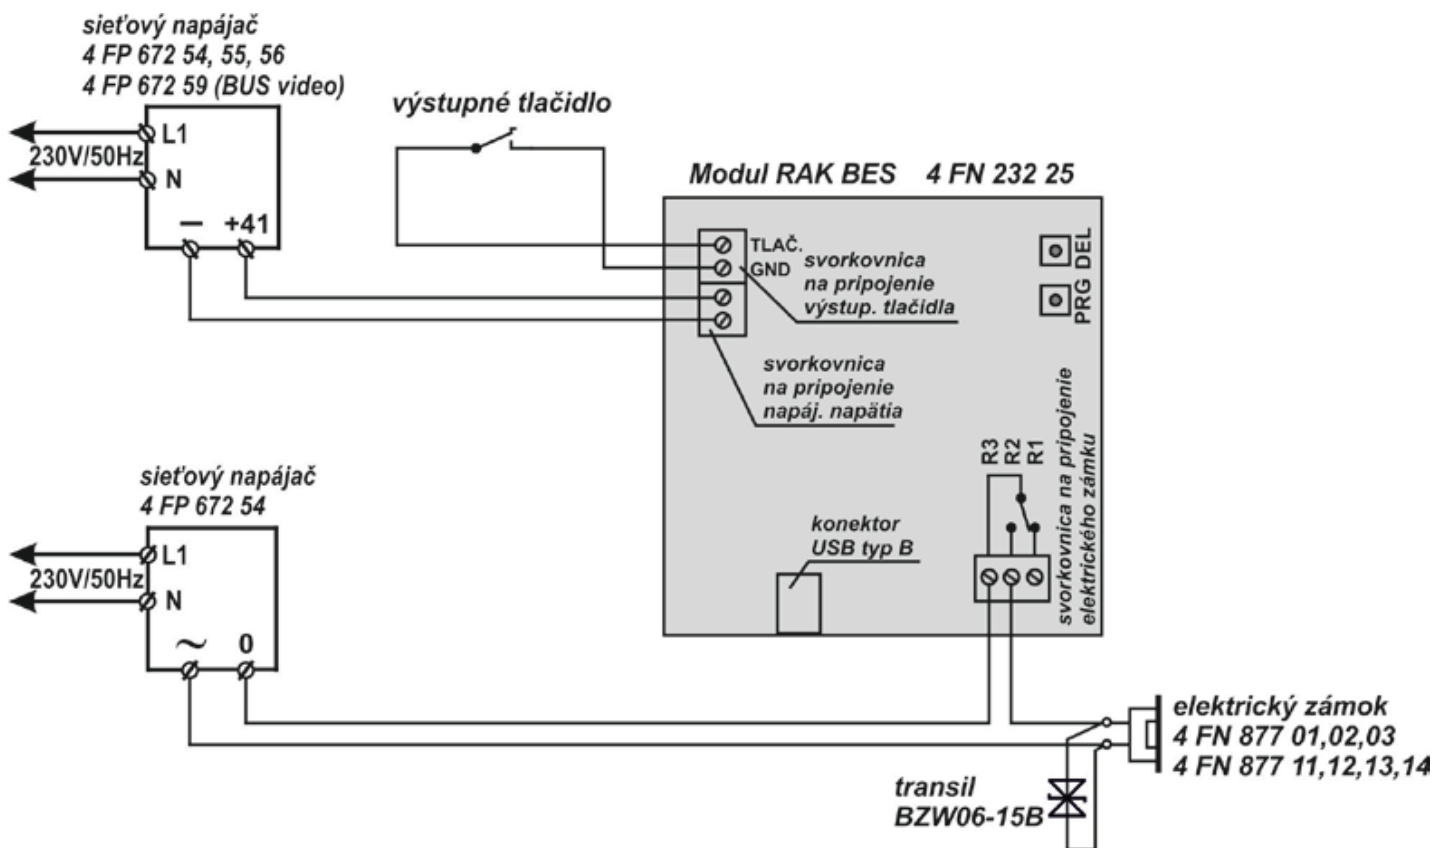 sieťový napájač
4 FP 672 54, 55, 56
4 FP 672 59 (BUS video)
L1
230V/50Hz
N
— +41
výstupné tlačidlo
Modul RAK BES 4 FN 232 25
TLAČ.
GND
svorkovnica
na pripojenie
výstup. tlačidla
DEL
PRG
svorkovnica
na pripojenie
napáj. napätia
R3
R2
R1
svorkovnica na pripojenie
elektrického zámku
konektor
USB typ B
sieťový napájač
4 FP 672 54
L1
230V/50Hz
N
~ 0
elektrický zámok
4 FN 877 01,02,03
4 FN 877 11,12,13,14
transil
BZW06-15B